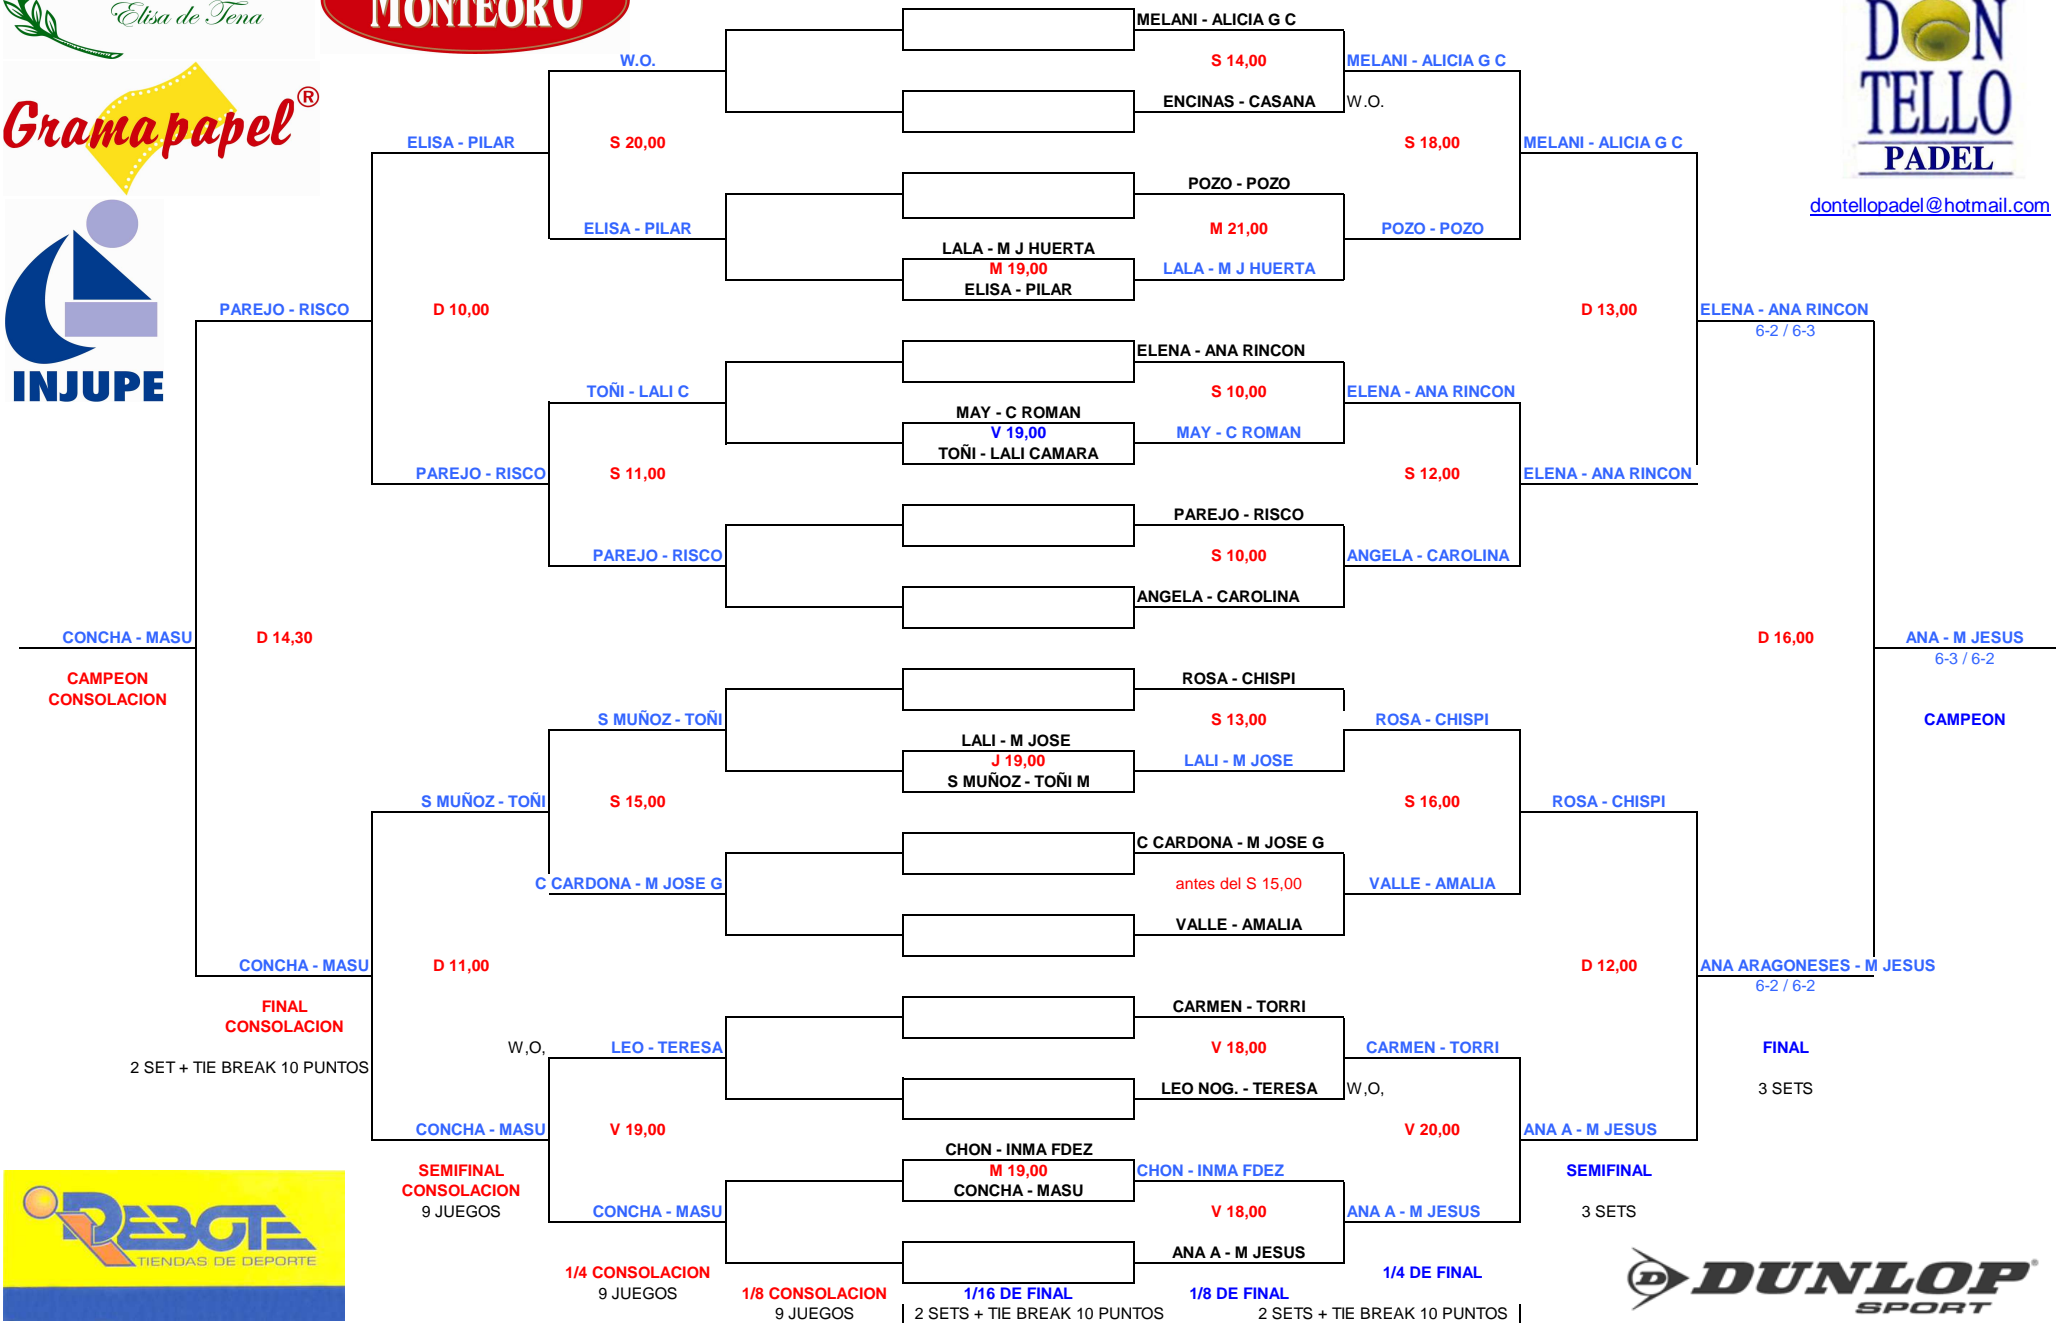 Elisa de Tena
MONTEORO
DON
TELLO
PADEL
dontellopadel@hotmail.com
Gramapapel®
INJUPE
MELANI - ALICIA G C
W.O.
S 14,00
MELANI - ALICIA G C
ENCINAS - CASANA
W.O.
ELISA - PILAR
S 20,00
S 18,00
MELANI - ALICIA G C
POZO - POZO
ELISA - PILAR
M 21,00
POZO - POZO
LALA - M J HUERTA
M 19,00
LALA - M J HUERTA
ELISA - PILAR
PAREJO - RISCO
D 10,00
D 13,00
ELENA - ANA RINCON
6-2 / 6-3
ELENA - ANA RINCON
TOÑI - LALI C
S 10,00
ELENA - ANA RINCON
MAY - C ROMAN
V 19,00
MAY - C ROMAN
TOÑI - LALI CAMARA
PAREJO - RISCO
S 11,00
S 12,00
ELENA - ANA RINCON
PAREJO - RISCO
PAREJO - RISCO
S 10,00
ANGELA - CAROLINA
ANGELA - CAROLINA
CONCHA - MASU
D 14,30
D 16,00
ANA - M JESUS
6-3 / 6-2
CAMPEON
CONSOLACION
ROSA - CHISPI
S MUÑOZ - TOÑI
S 13,00
ROSA - CHISPI
CAMPEON
LALI - M JOSE
J 19,00
LALI - M JOSE
S MUÑOZ - TOÑI M
S MUÑOZ - TOÑI
S 15,00
S 16,00
ROSA - CHISPI
C CARDONA - M JOSE G
C CARDONA - M JOSE G
antes del S 15,00
VALLE - AMALIA
VALLE - AMALIA
CONCHA - MASU
D 11,00
D 12,00
ANA ARAGONESES - M JESUS
6-2 / 6-2
FINAL
CONSOLACION
CARMEN - TORRI
W,O,
LEO - TERESA
V 18,00
CARMEN - TORRI
FINAL
2 SET + TIE BREAK 10 PUNTOS
LEO NOG. - TERESA
W,O,
3 SETS
CONCHA - MASU
V 19,00
V 20,00
ANA A - M JESUS
CHON - INMA FDEZ
SEMIFINAL
CONSOLACION
9 JUEGOS
M 19,00
CHON - INMA FDEZ
SEMIFINAL
CONCHA - MASU
CONCHA - MASU
V 18,00
ANA A - M JESUS
3 SETS
ANA A - M JESUS
1/4 CONSOLACION
9 JUEGOS
1/4 DE FINAL
1/8 CONSOLACION
9 JUEGOS
1/16 DE FINAL
1/8 DE FINAL
2 SETS + TIE BREAK 10 PUNTOS
2 SETS + TIE BREAK 10 PUNTOS
REBOTE
TIENDAS DE DEPORTE
D DUNLOP®
SPORT